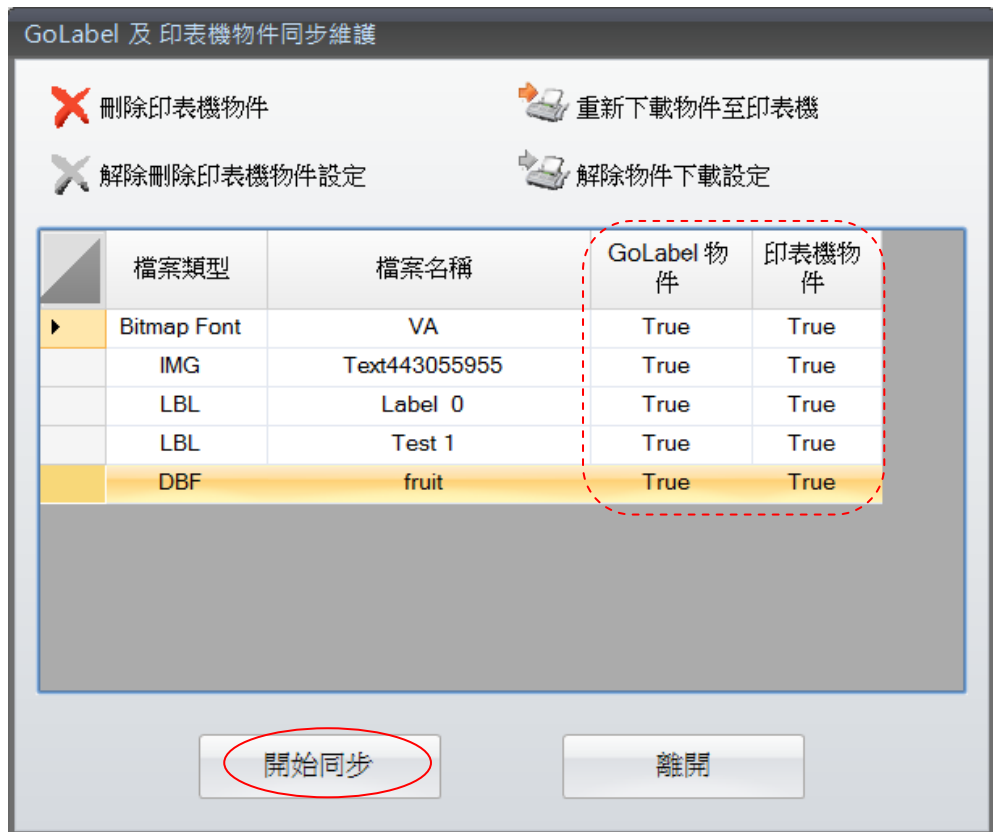 GoLabel 及 印表機物件同步維護
刪除印表機物件
重新下載物件至印表機
解除刪除印表機物件設定
解除物件下載設定
檔案類型 檔案名稱 GoLabel 物件 印表機物件
Bitmap Font VA True True
IMG Text443055955 True True
LBL Label 0 True True
LBL Test 1 True True
DBF fruit True True
開始同步
離開